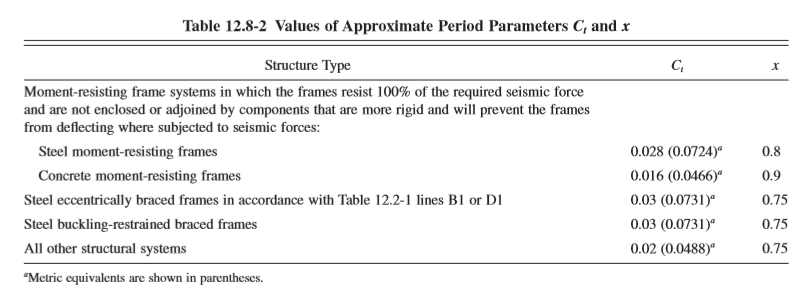 Table 12.8-2 Values of Approximate Period Parameters Cₜ and x
Structure Type Cₜ x
Moment-resisting frame systems in which the frames resist 100% of the required seismic force
and are not enclosed or adjoined by components that are more rigid and will prevent the frames
from deflecting where subjected to seismic forces:
Steel moment-resisting frames 0.028 (0.0724)ᵃ 0.8
Concrete moment-resisting frames 0.016 (0.0466)ᵃ 0.9
Steel eccentrically braced frames in accordance with Table 12.2-1 lines B1 or D1 0.03 (0.0731)ᵃ 0.75
Steel buckling-restrained braced frames 0.03 (0.0731)ᵃ 0.75
All other structural systems 0.02 (0.0488)ᵃ 0.75
ᵃMetric equivalents are shown in parentheses.